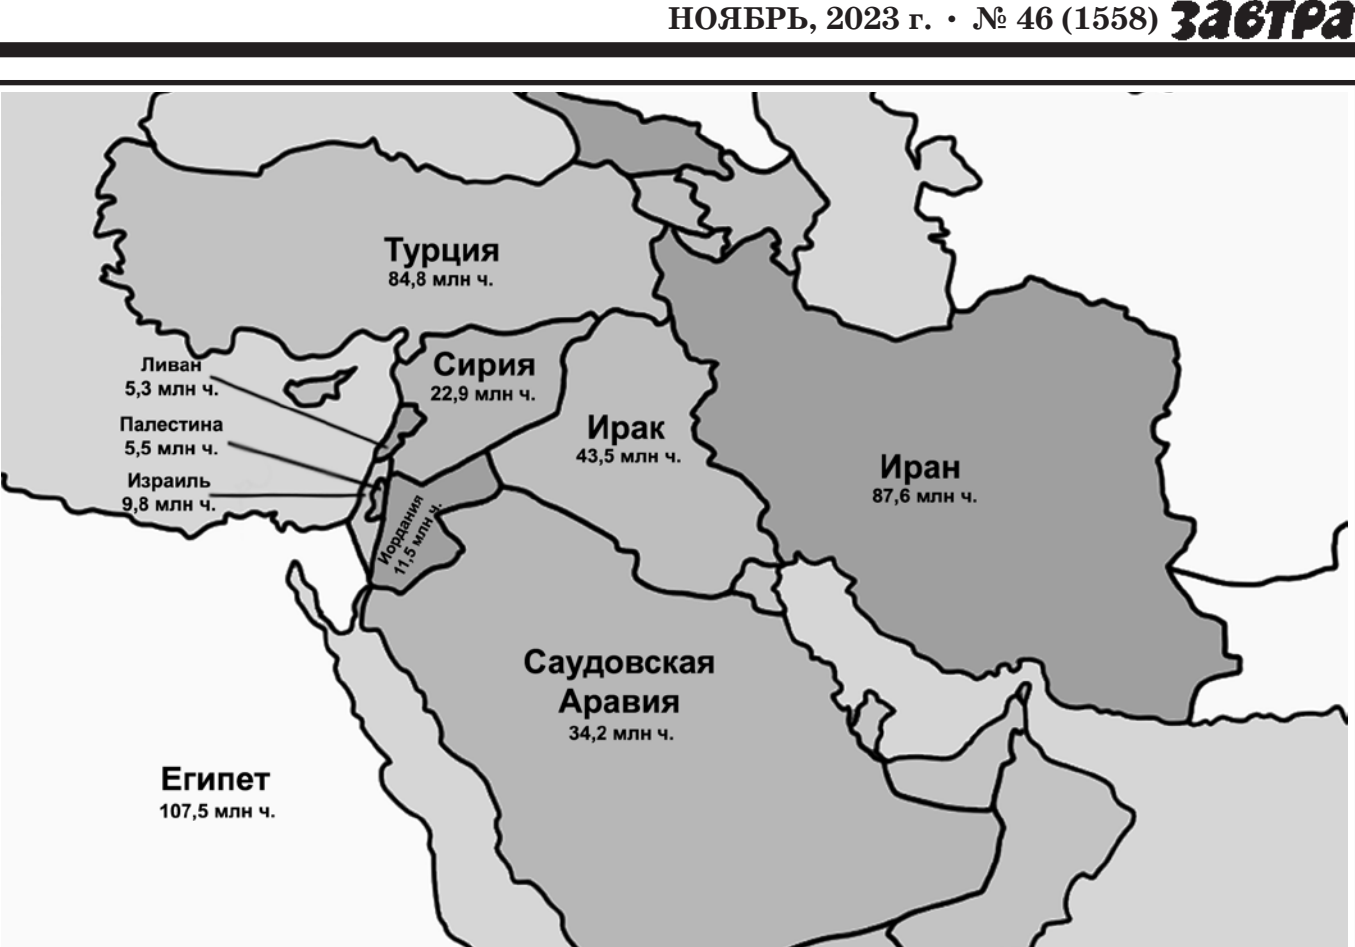 НОЯБРЬ, 2023 г. • № 46 (1558) ЗАВТРА
Турция
84,8 млн ч.
Ливан
5,3 млн ч.
Сирия
22,9 млн ч.
Палестина
5,5 млн ч.
Ирак
43,5 млн ч.
Израиль
9,8 млн ч.
Иран
87,6 млн ч.
Иордания
11,5 млн ч.
Саудовская
Аравия
34,2 млн ч.
Египет
107,5 млн ч.